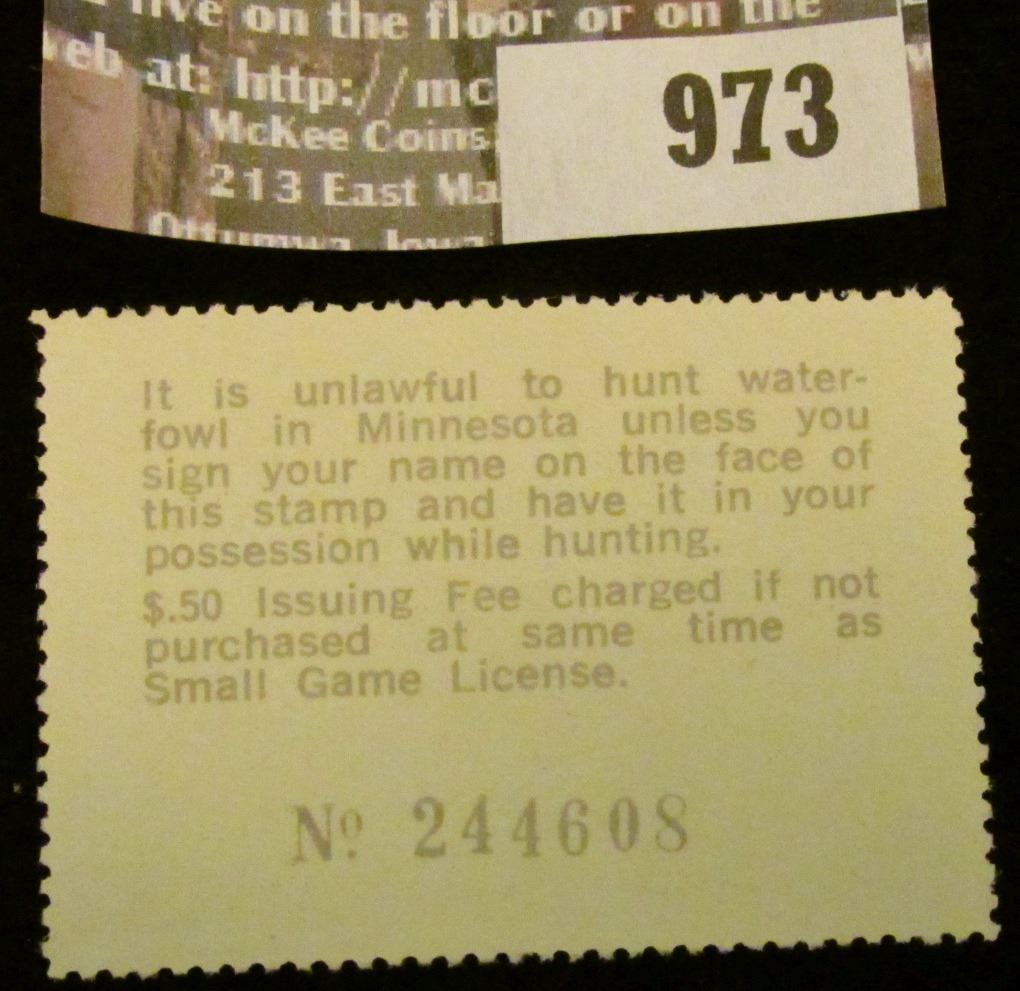 live on the floor or on the
eb at: http://mc
McKee Coins
213 East Ma
Ottumwa, Iowa
973
It is unlawful to hunt water-
fowl in Minnesota unless you
sign your name on the face of
this stamp and have it in your
possession while hunting.
$.50 Issuing Fee charged if not
purchased at same time as
Small Game License.
Nº 244608